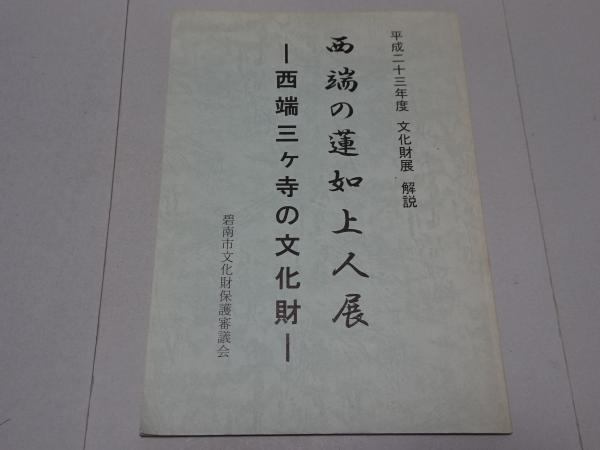 平成二十三年度 文化財展 解説
西端の蓮如上人展
―西端三ヶ寺の文化財―
碧南市文化財保護審議会